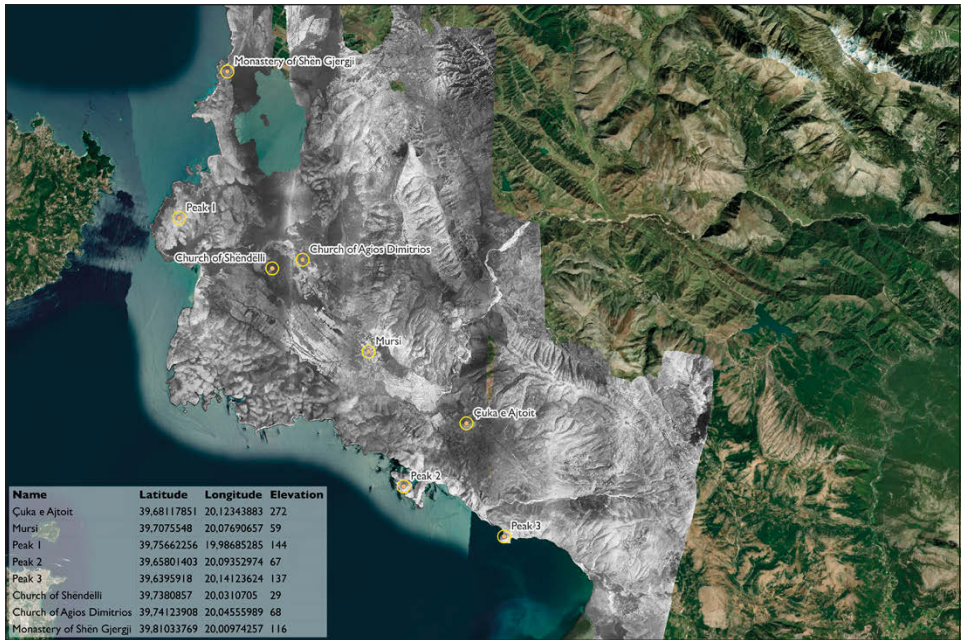 Monastery of Shën Gjergji
Peak 1
Church of Agios Dimitrios
Church of Shëndëlli
Mursi
Çuka e Ajtoit
Peak 2
Peak 3
Name Latitude Longitude Elevation
Çuka e Ajtoit 39,68117851 20,12343883 272
Mursi 39,7075548 20,07690657 59
Peak 1 39,75662256 19,98685285 144
Peak 2 39,65801403 20,09352974 67
Peak 3 39,6395918 20,14123624 137
Church of Shëndëlli 39,7380857 20,0310705 29
Church of Agios Dimitrios 39,74123908 20,04555989 68
Monastery of Shën Gjergji 39,81033769 20,00974257 116